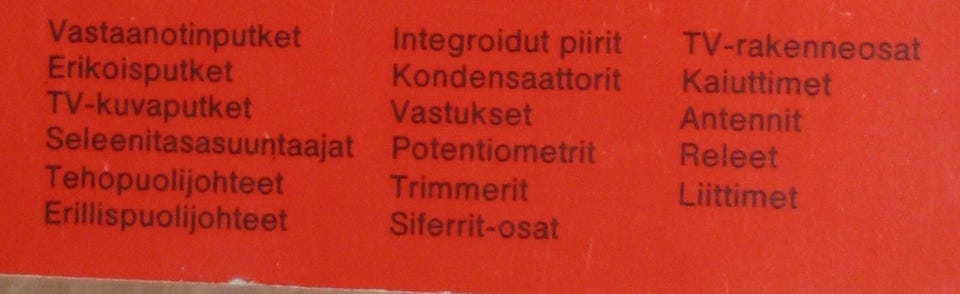 Vastaanotinputket
Erikoisputket
TV-kuvaputket
Seleenitasasuuntaajat
Tehopuolijohteet
Erillispuolijohteet
Integroidut piirit
Kondensaattorit
Vastukset
Potentiometrit
Trimmerit
Siferrit-osat
TV-rakenneosat
Kaiuttimet
Antennit
Releet
Liittimet